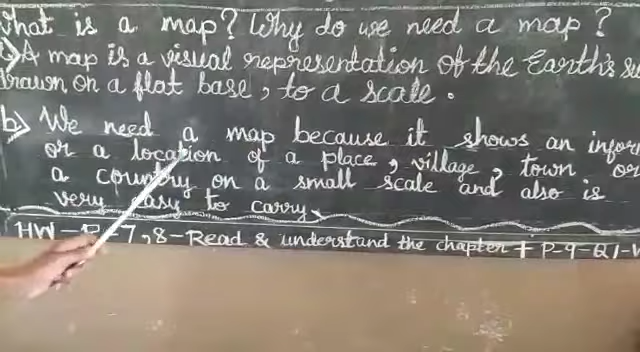 what is a map? Why do we need a map?
a) A map is a visual representation of the Earth's
drawn on a flat base, to a scale.
b) We need a map because it shows an
or a location of a place, village, town or
a country on a small scale and also is
very easy to carry.
HW - P-7,8-Read & understand the chapter + P-9-Q1-